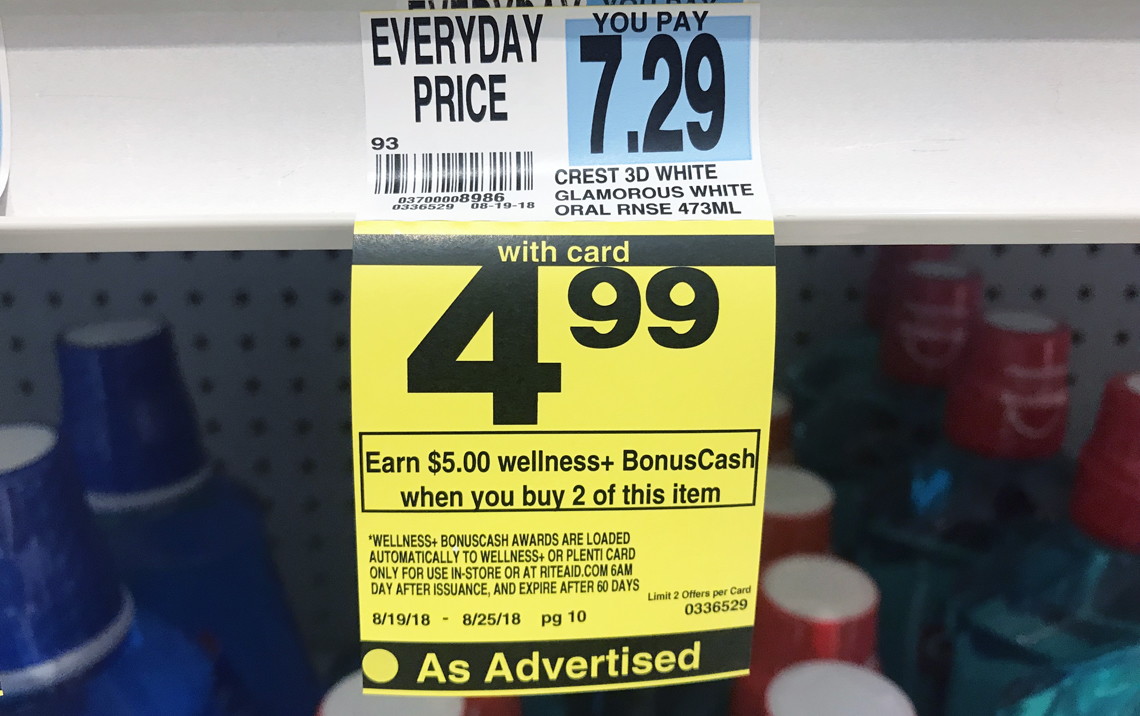 EVERYDAY
PRICE
YOU PAY
7.29
93
03700008986
0336529 08-19-18
CREST 3D WHITE
GLAMOROUS WHITE
ORAL RNSE 473ML
with card
4 99
Earn $5.00 wellness+ BonusCash
when you buy 2 of this item
*WELLNESS+ BONUSCASH AWARDS ARE LOADED
AUTOMATICALLY TO WELLNESS+ OR PLENTI CARD
ONLY FOR USE IN-STORE OR AT RITEAID.COM 6AM
DAY AFTER ISSUANCE, AND EXPIRE AFTER 60 DAYS
Limit 2 Offers per Card
0336529
8/19/18 - 8/25/18 pg 10
As Advertised